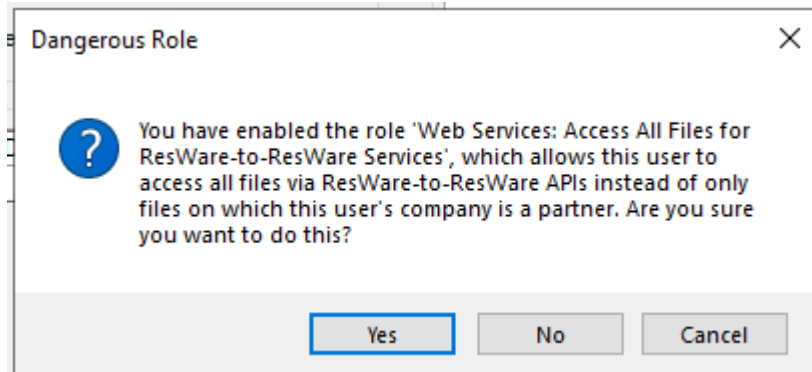 Dangerous Role
You have enabled the role 'Web Services: Access All Files for
ResWare-to-ResWare Services', which allows this user to
access all files via ResWare-to-ResWare APIs instead of only
files on which this user's company is a partner. Are you sure
you want to do this?
Yes
No
Cancel